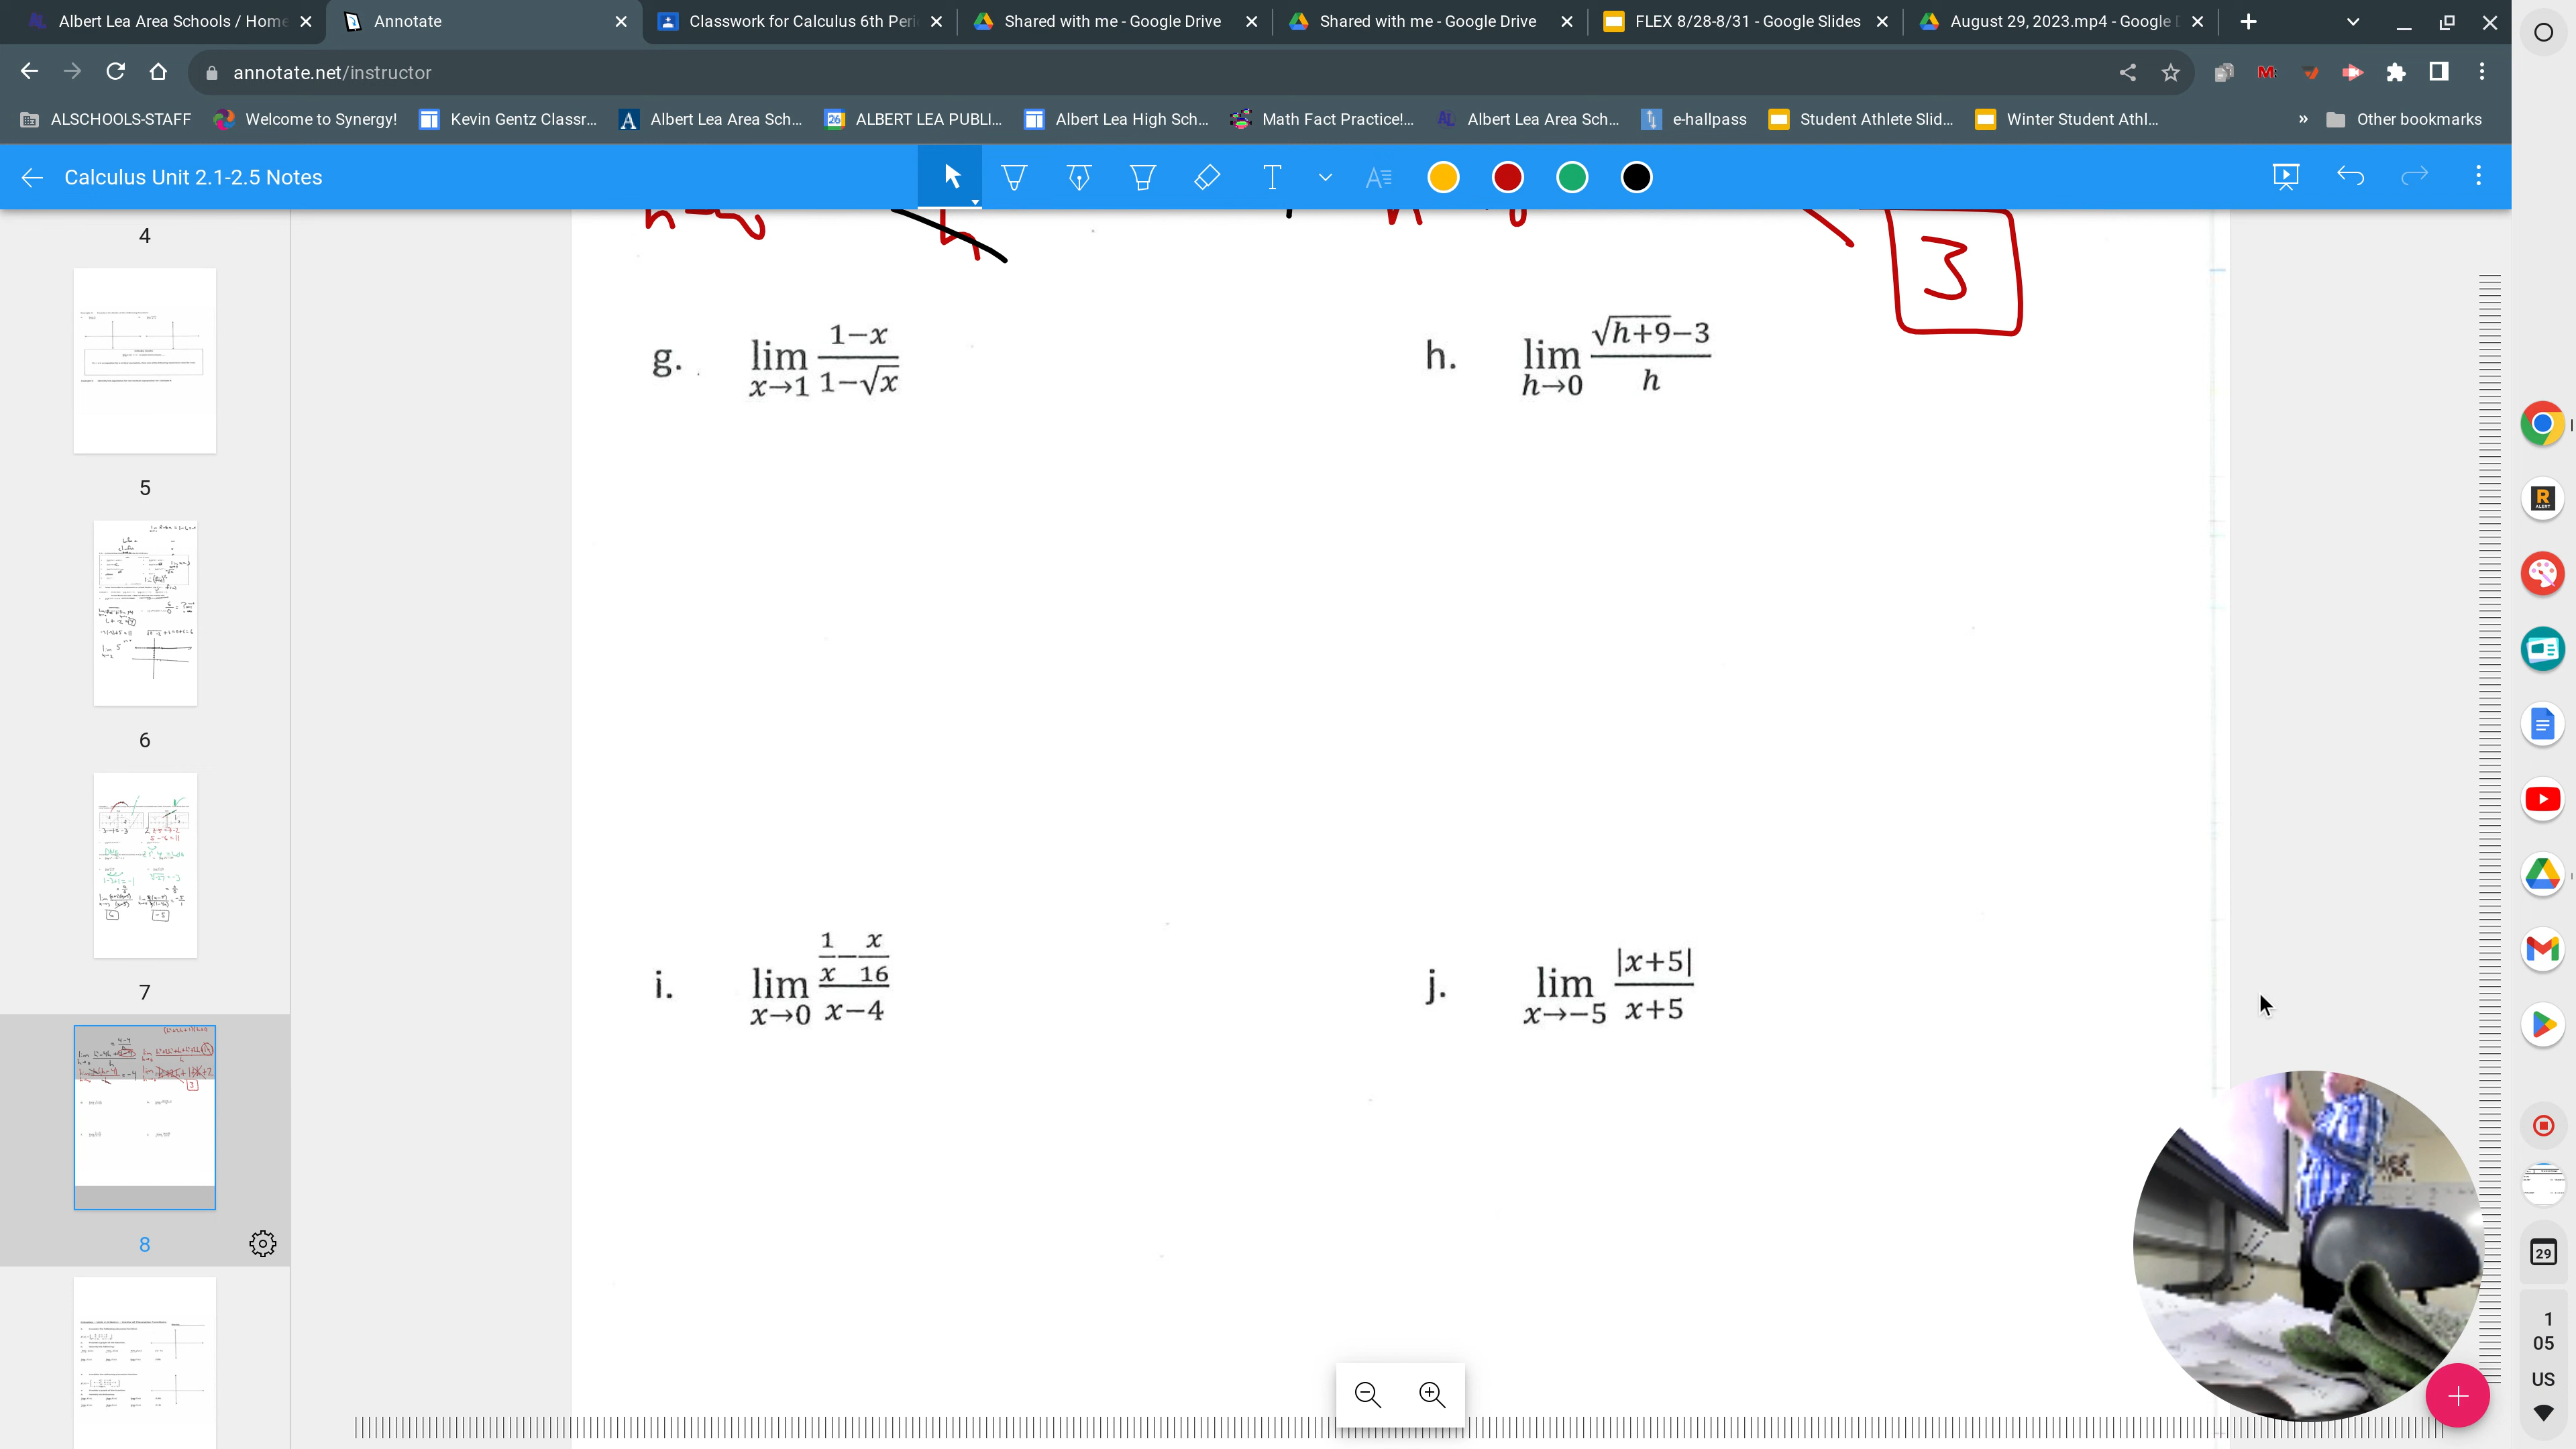 Albert Lea Area Schools / Home
Annotate
Classwork for Calculus 6th Peri
Shared with me - Google Drive
Shared with me - Google Drive
FLEX 8/28-8/31 - Google Slides
August 29, 2023.mp4 - Google D
annotate.net/instructor
ALSCHOOLS-STAFF
Welcome to Synergy!
Kevin Gentz Classr...
Albert Lea Area Sch...
ALBERT LEA PUBLI...
Albert Lea High Sch...
Math Fact Practice!...
Albert Lea Area Sch...
e-hallpass
Student Athlete Slid...
Winter Student Athl...
» Other bookmarks
Calculus Unit 2.1-2.5 Notes
T
4
5
6
7
8
3
g. lim x→1 (1−x)/(1−√x)
h. lim h→0 (√(h+9)−3)/h
i. lim x→0 (1/x−x/16)/(x−4)
j. lim x→−5 |x+5|/(x+5)
R
ALERT
29
1
05
US